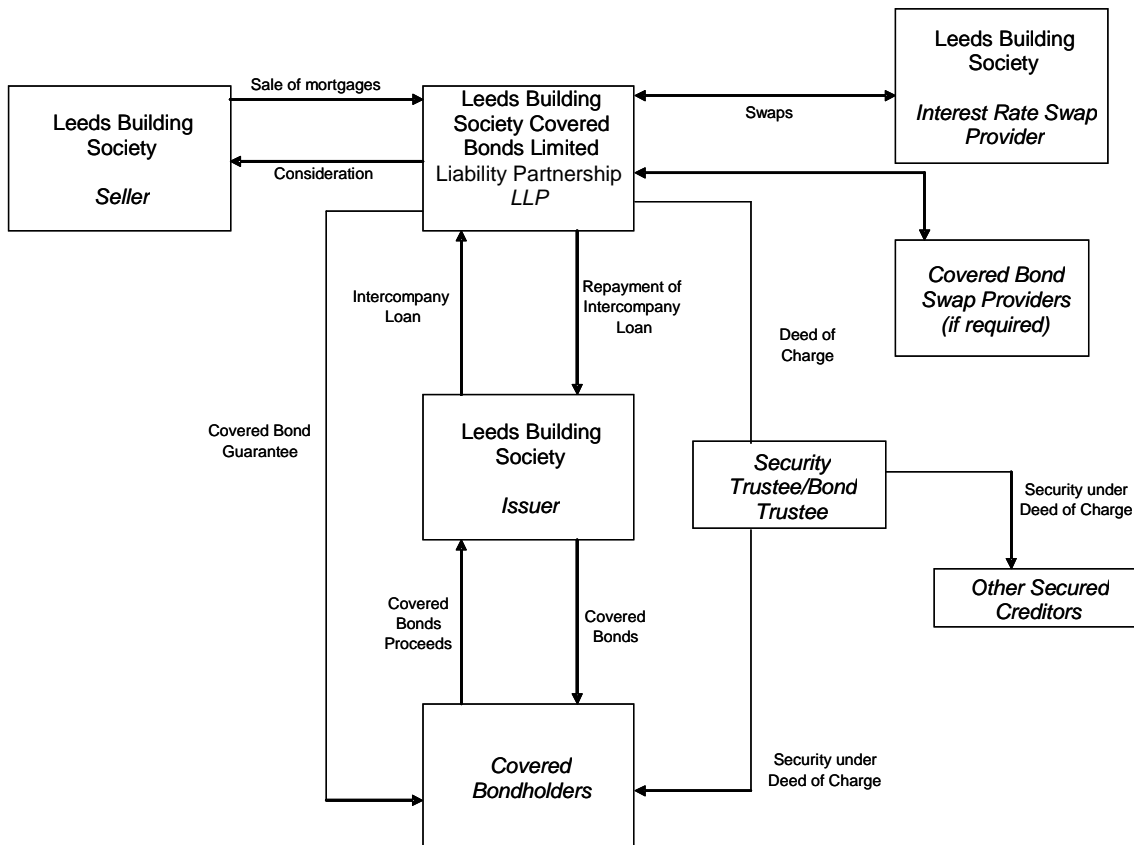 Leeds Building
Society
Seller
Sale of mortgages
Consideration
Leeds Building
Society Covered
Bonds Limited
Liability Partnership
LLP
Swaps
Leeds Building
Society
Interest Rate Swap
Provider
Covered Bond
Swap Providers
(if required)
Intercompany
Loan
Repayment of
Intercompany
Loan
Deed of
Charge
Covered Bond
Guarantee
Leeds Building
Society
Issuer
Security
Trustee/Bond
Trustee
Security under
Deed of Charge
Other Secured
Creditors
Covered
Bonds
Proceeds
Covered
Bonds
Covered
Bondholders
Security under
Deed of Charge